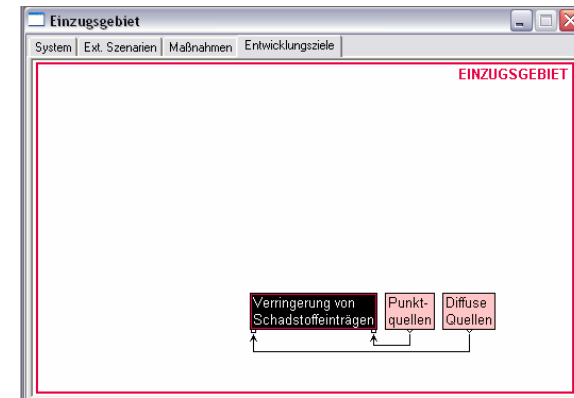 Einzugsgebiet
System Ext. Szenarien Maßnahmen Entwicklungsziele
EINZUGSGEBIET
Verringerung von
Schadstoffeinträgen
Punkt-
quellen
Diffuse
Quellen